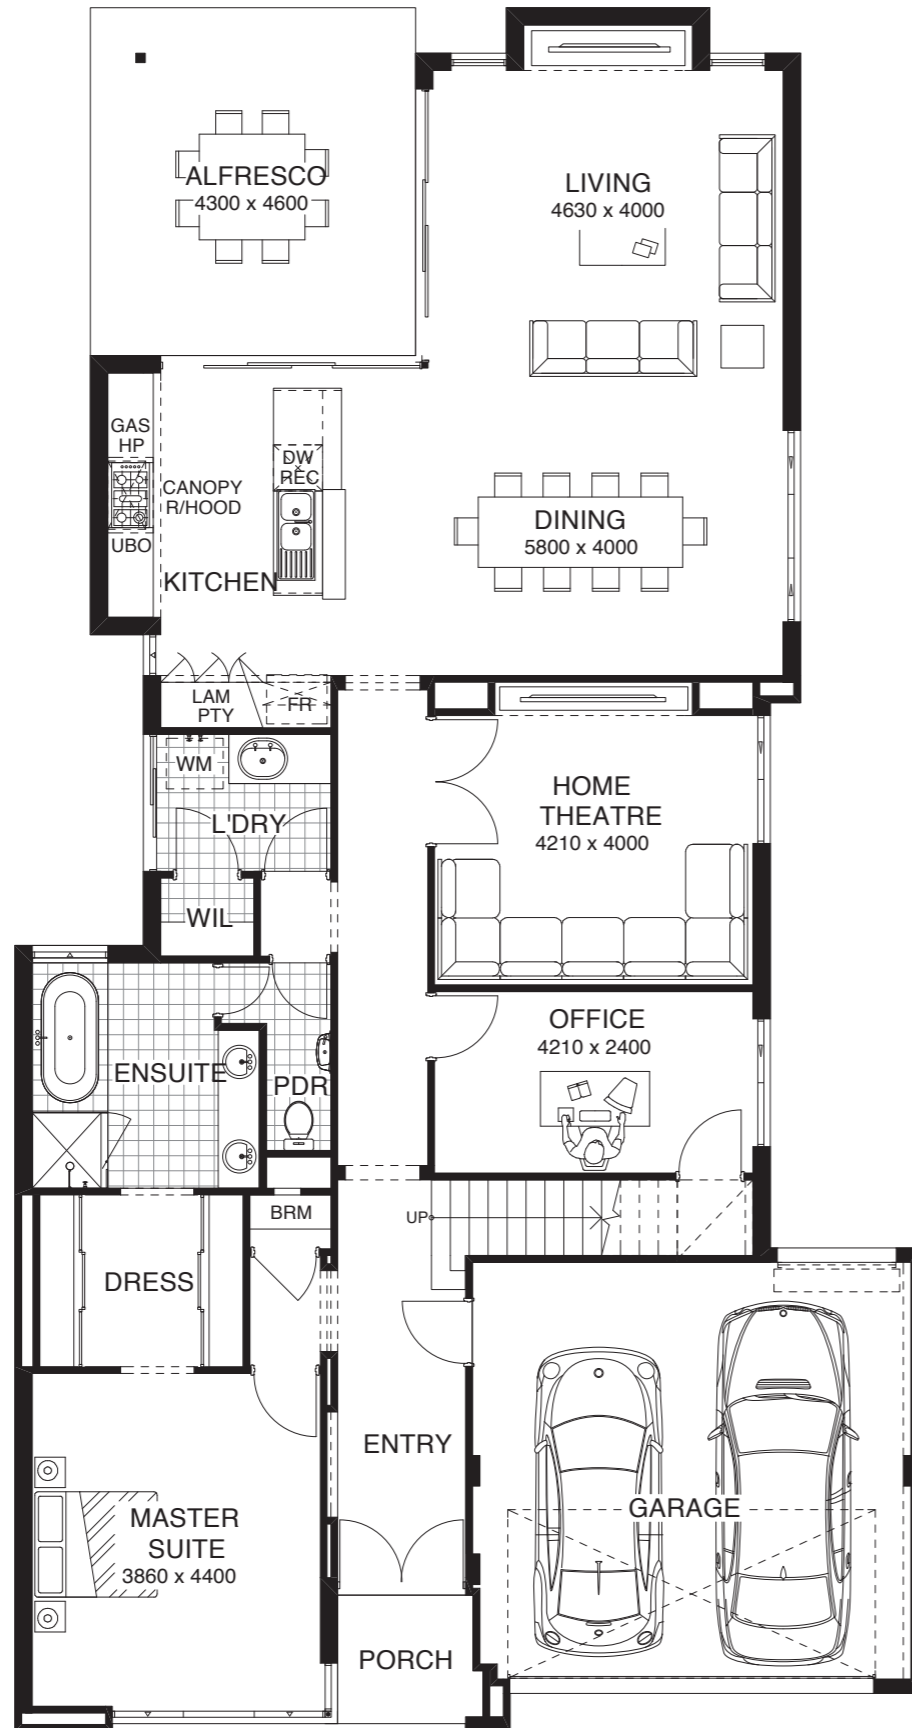 ALFRESCO
4300 x 4600
LIVING
4630 x 4000
GAS
HP
CANOPY
R/HOOD
UBO
DW
REC
KITCHEN
DINING
5800 x 4000
LAM
PTY
FR
WM
L'DRY
WIL
HOME
THEATRE
4210 x 4000
OFFICE
4210 x 2400
ENSUITE
PDR
UP
BRM
DRESS
ENTRY
MASTER
SUITE
3860 x 4400
GARAGE
PORCH